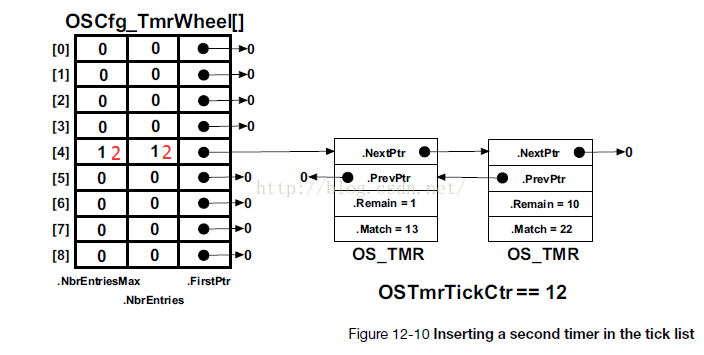 OSCfg_TmrWheel[]
[0] 0 0 0
[1] 0 0 0
[2] 0 0 0
[3] 0 0 0
[4] 1 2 1 2
[5] 0 0 0
[6] 0 0 0
[7] 0 0 0
[8] 0 0 0
.NbrEntriesMax .FirstPtr
.NbrEntries
.NextPtr .NextPtr 0
0 .PrevPtr .PrevPtr
http://blog.csdn.net/
.Remain = 1 .Remain = 10
.Match = 13 .Match = 22
OS_TMR OS_TMR
OSTmrTickCtr == 12
Figure 12-10 Inserting a second timer in the tick list